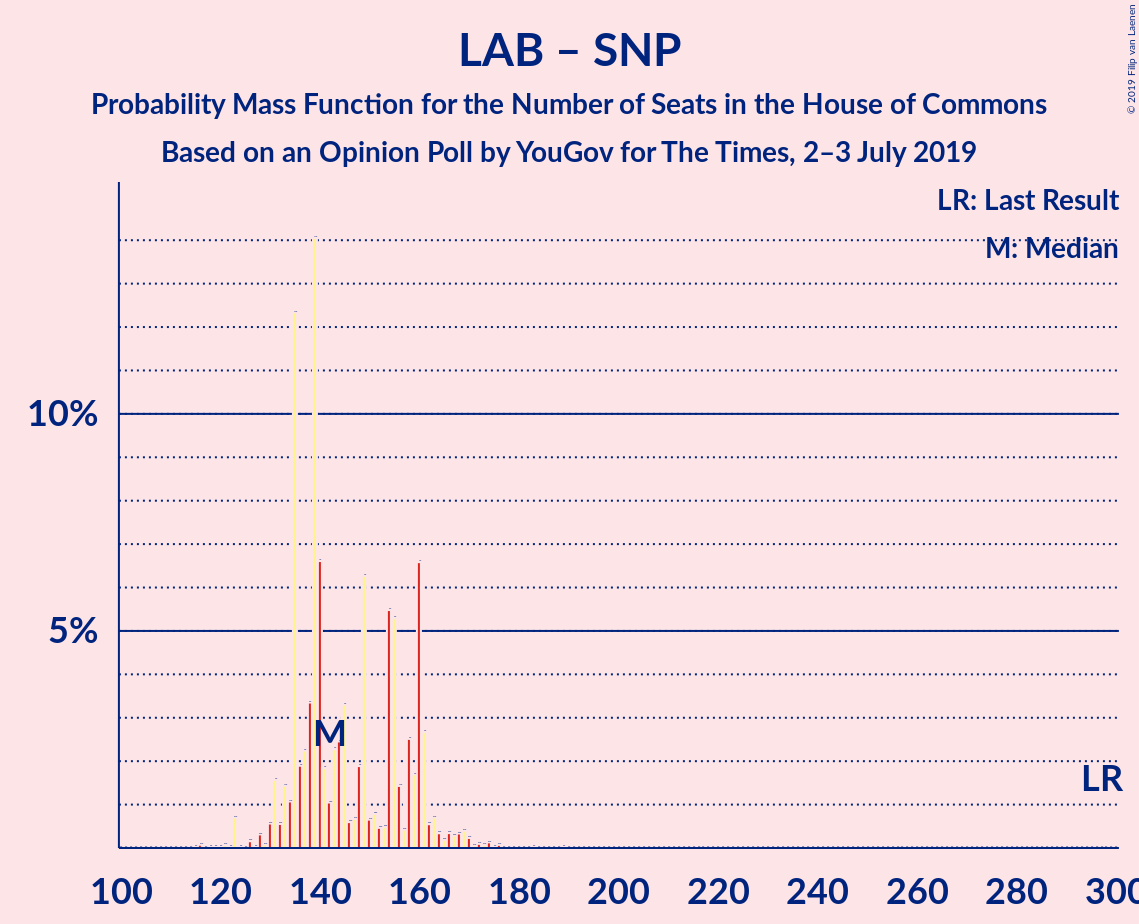 LAB – SNP
Probability Mass Function for the Number of Seats in the House of Commons
Based on an Opinion Poll by YouGov for The Times, 2–3 July 2019
© 2019 Filip van Laenen
LR: Last Result
M: Median
10%
5%
M
LR
100 120 140 160 180 200 220 240 260 280 300